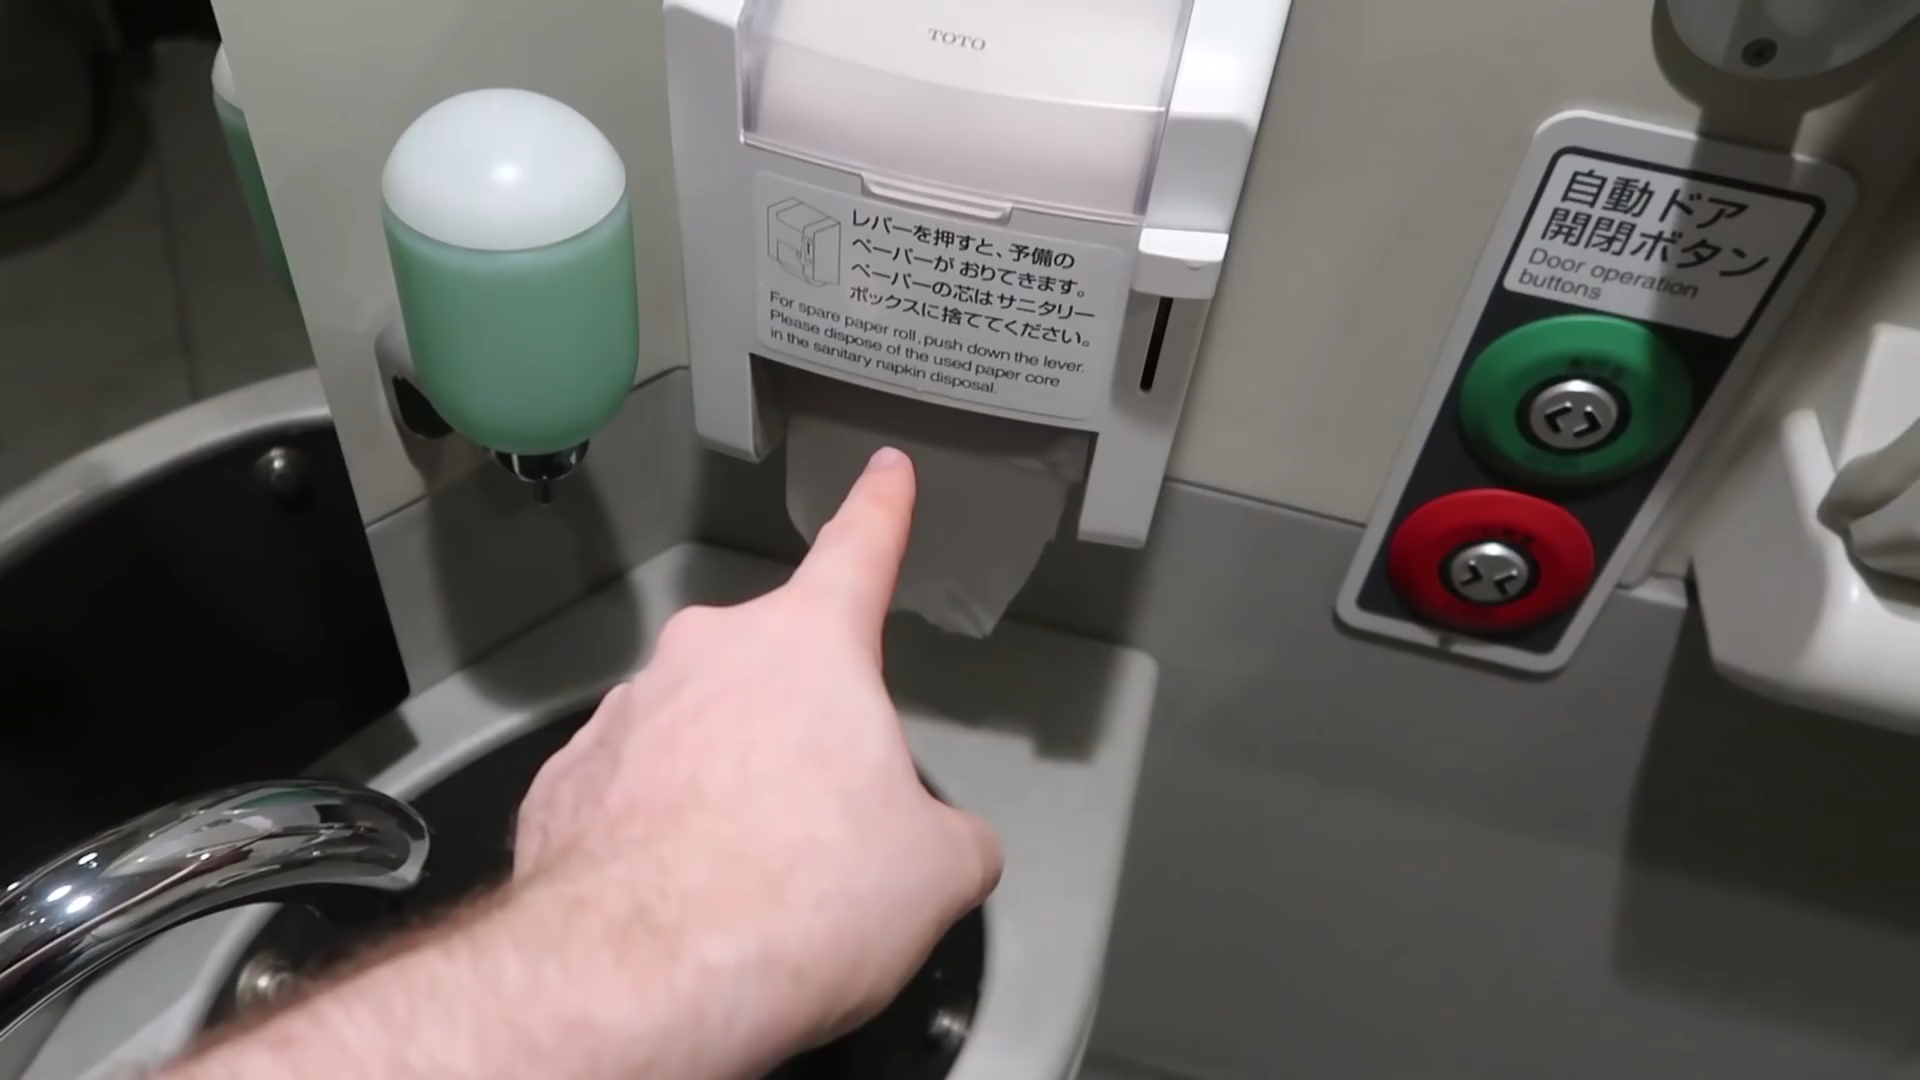 TOTO
レバーを押すと、予備の
ペーパーが おりてきます。
ペーパーの芯はサニタリー
ボックスに捨ててください。
For spare paper roll, push down the lever.
Please dispose of the used paper core
in the sanitary napkin disposal.
自動ドア
開閉ボタン
Door operation
buttons